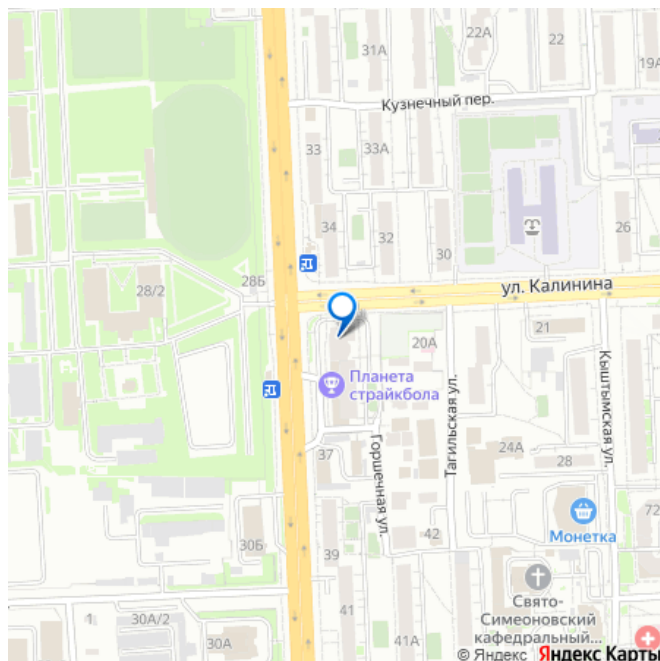 22А
22
31А
19А
Кузнечный пер.
33
33А
34
32
30
26
28Б
28/2
ул. Калинина
21
20А
Планета
страйкбола
Тагильская ул.
Кыштымская ул.
Горшечная ул.
37
24А
28
72
Монетка
42
30Б
39
Свято-
Симеоновский
кафедральный...
1
30А/2
30А
41
41А
© Яндекс Яндекс Карты